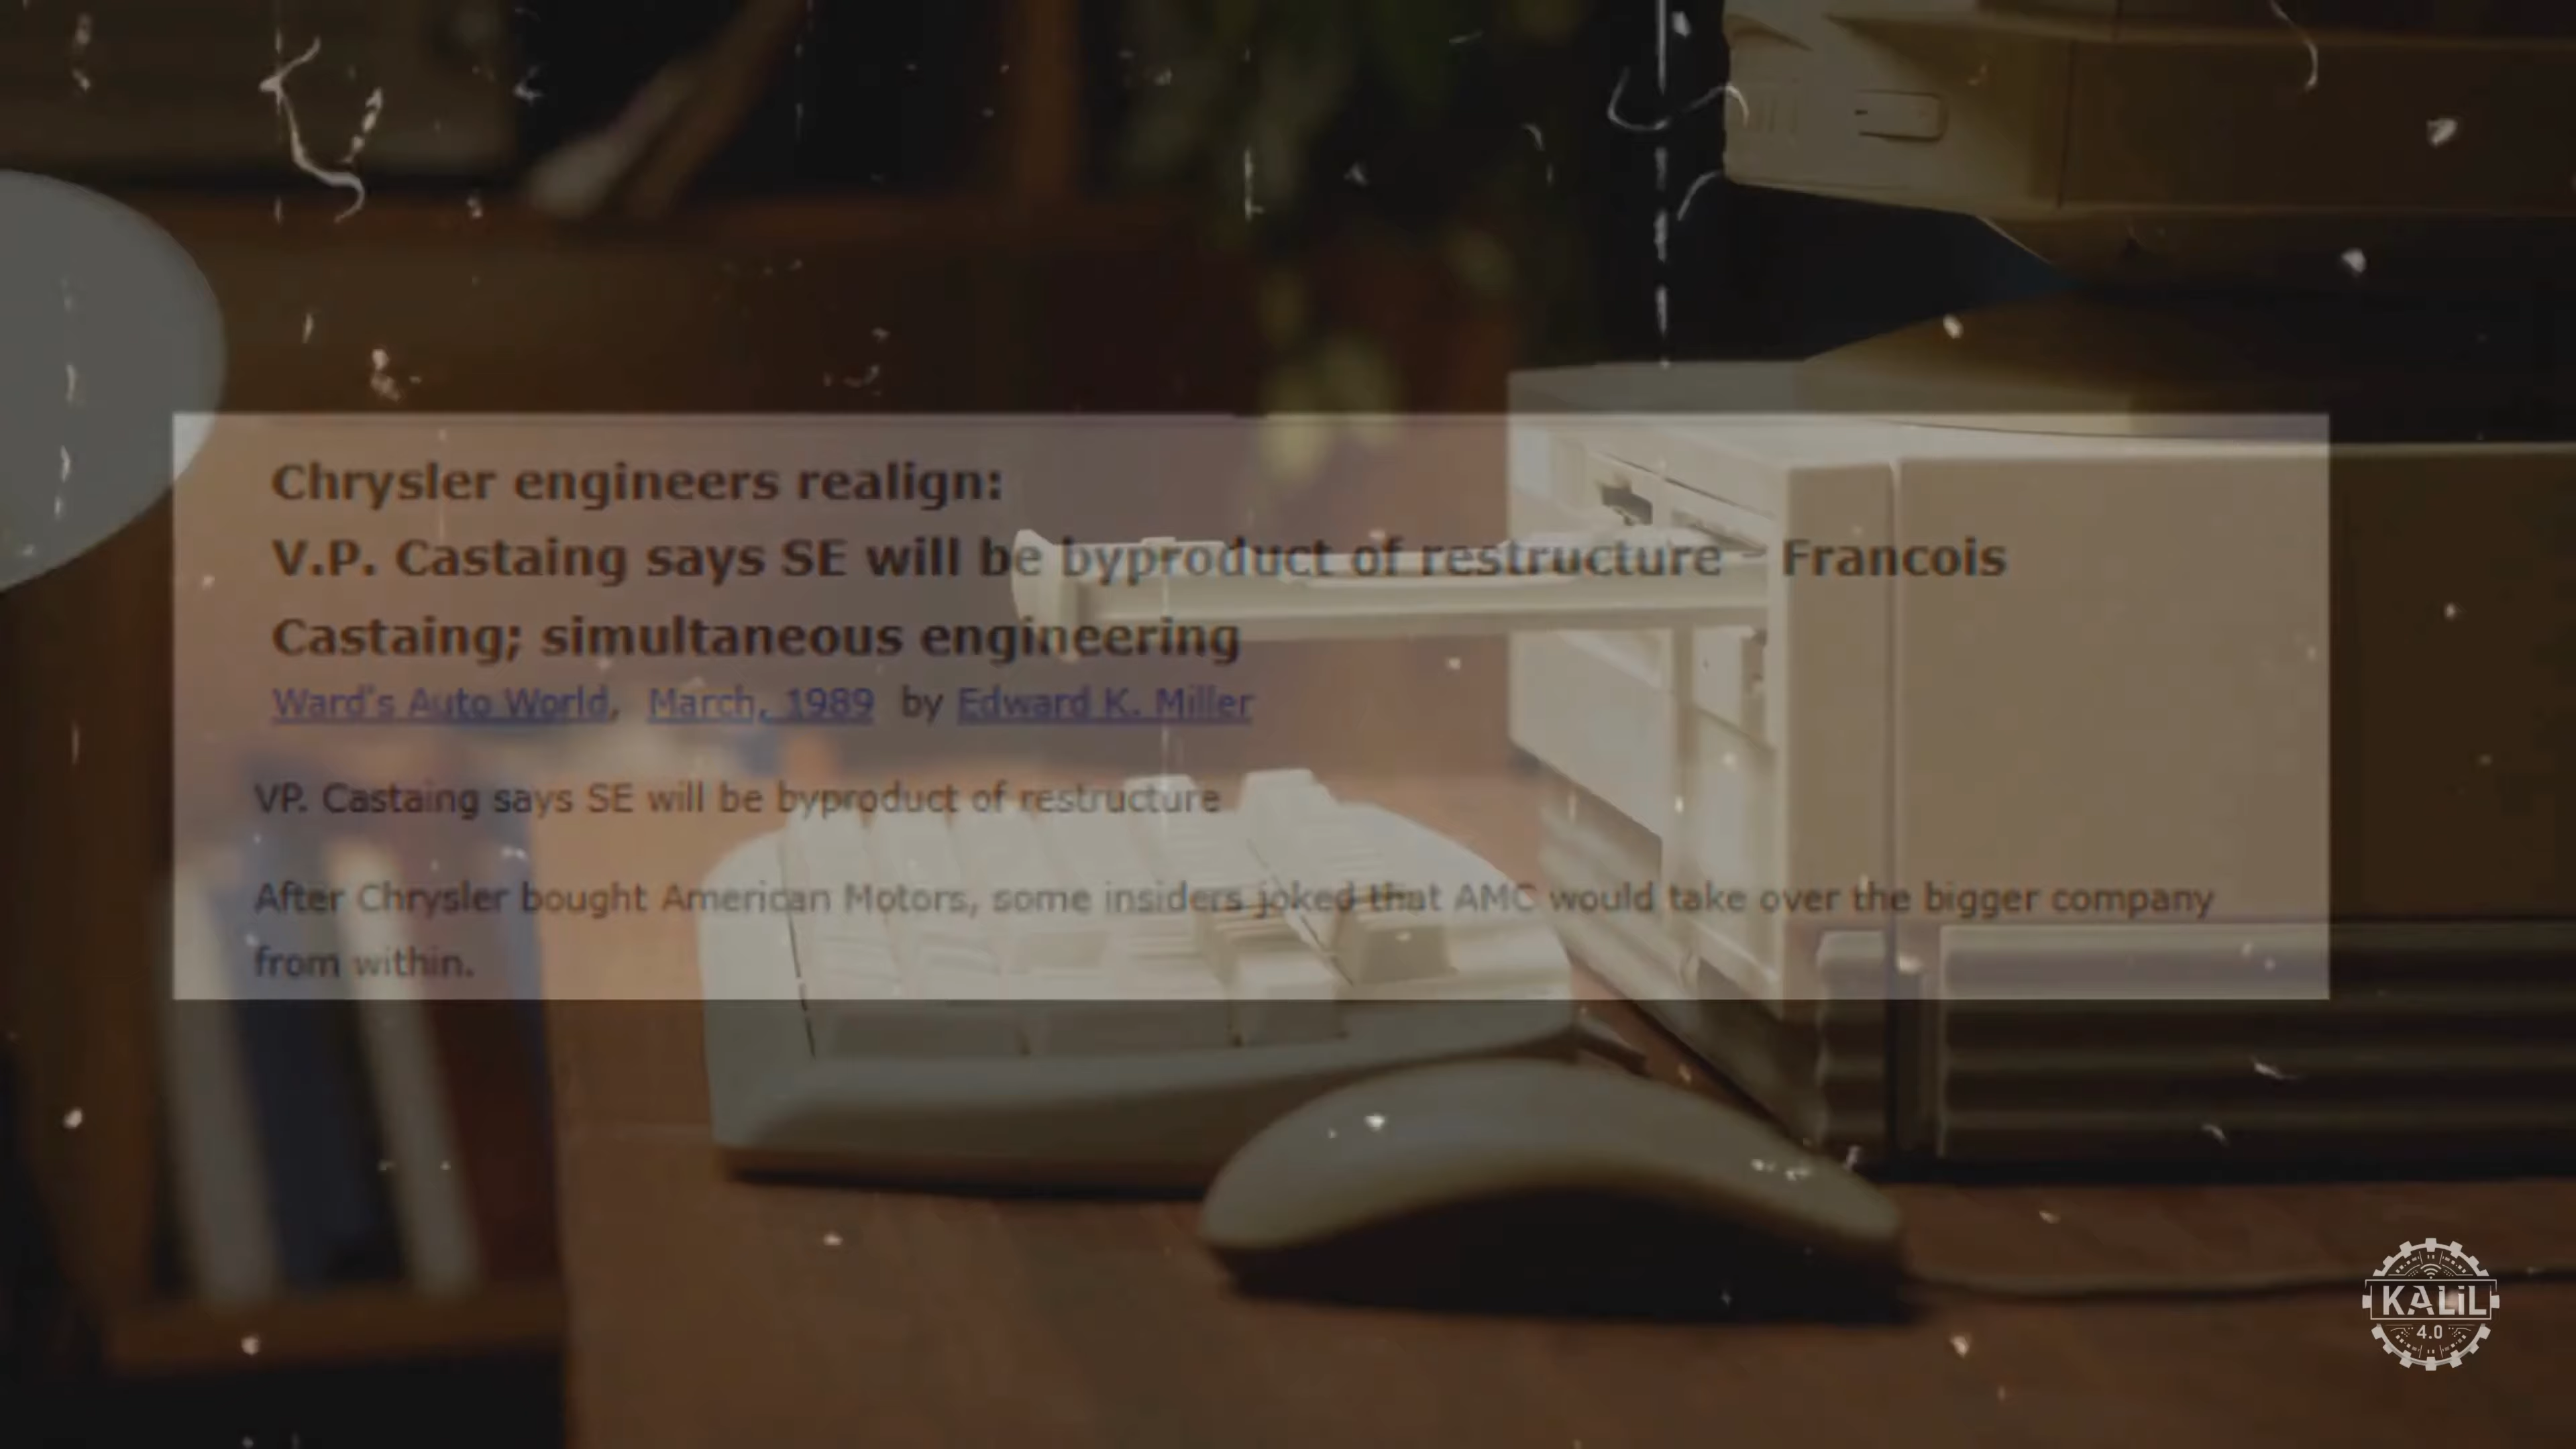 Chrysler engineers realign:
V.P. Castaing says SE will be byproduct of restructure - Francois
Castaing; simultaneous engineering
Ward's Auto World, March, 1989 by Edward K. Miller
VP. Castaing says SE will be byproduct of restructure
After Chrysler bought American Motors, some insiders joked that AMC would take over the bigger company
from within.
KALiL
4.0